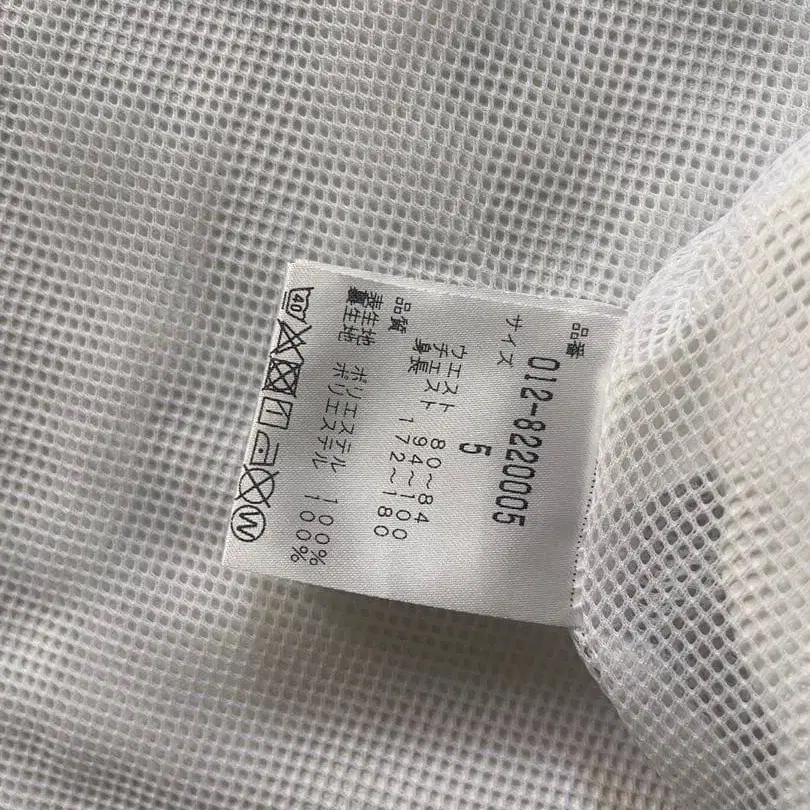 品番
012-8220005
サイズ
5
ウエスト 80~84
チエスト 94~100
身長 172~180
品質
表生地 ポリエステル 100%
裏生地 ポリエステル 100%
40 W